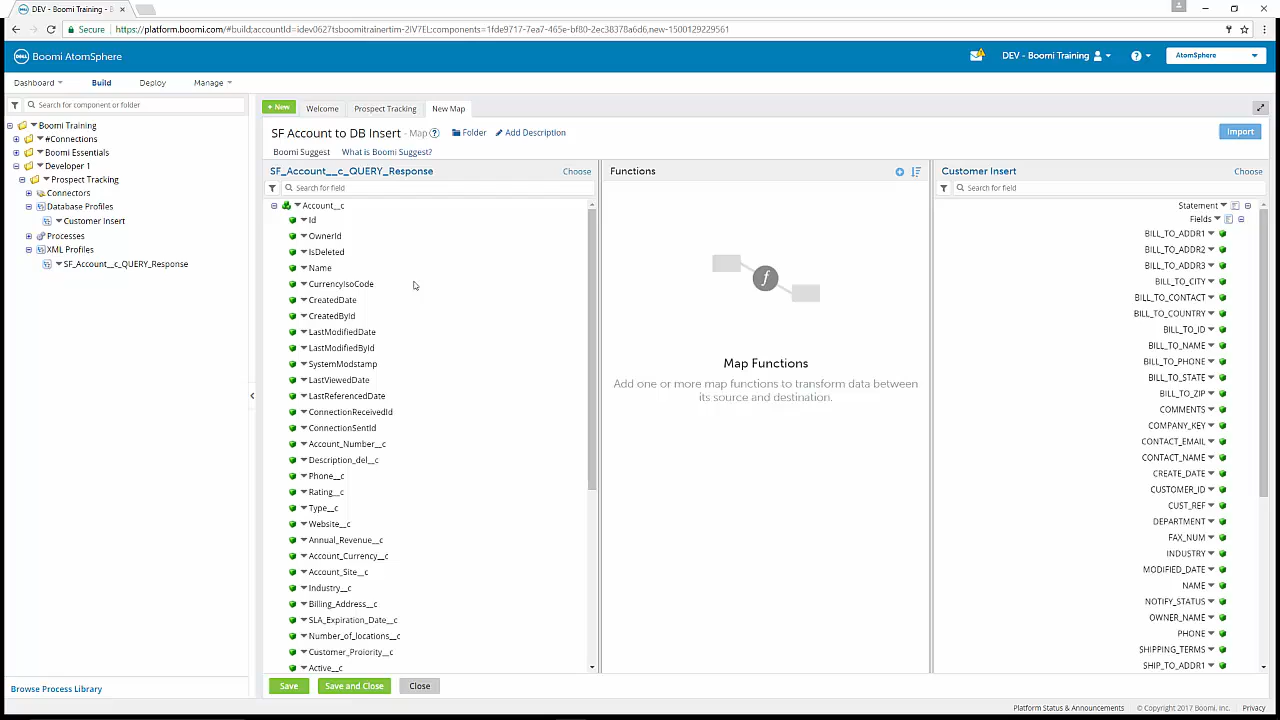 DEV - Boomi Training -
Secure https://platform.boomi.com/#build;accountId=idev0627tsboomitrainertim-2IV7EL;components=1fde9717-7ea7-465e-bf80-2ec38378d6d6,new-1500129229561
DELL Boomi AtomSphere
DEV - Boomi Training
AtomSphere
Dashboard Build Deploy Manage
Search for component or folder
Boomi Training
#Connections
Boomi Essentials
Developer 1
Prospect Tracking
Connectors
Database Profiles
Customer Insert
Processes
XML Profiles
SF_Account__c_QUERY_Response
Browse Process Library
+ New Welcome Prospect Tracking New Map
SF Account to DB Insert - Map ? Folder Add Description
Import
Boomi Suggest What is Boomi Suggest?
SF_Account__c_QUERY_Response Choose
Search for field
Account__c
Id
OwnerId
IsDeleted
Name
CurrencyIsoCode
CreatedDate
CreatedById
LastModifiedDate
LastModifiedById
SystemModstamp
LastViewedDate
LastReferencedDate
ConnectionReceivedId
ConnectionSentId
Account_Number__c
Description_del__c
Phone__c
Rating__c
Type__c
Website__c
Annual_Revenue__c
Account_Currency__c
Account_Site__c
Industry__c
Billing_Address__c
SLA_Expiration_Date__c
Number_of_locations__c
Customer_Proiority__c
Active__c
Functions
f
Map Functions
Add one or more map functions to transform data between
its source and destination.
Customer Insert Choose
Search for field
Statement
Fields
BILL_TO_ADDR1
BILL_TO_ADDR2
BILL_TO_ADDR3
BILL_TO_CITY
BILL_TO_CONTACT
BILL_TO_COUNTRY
BILL_TO_ID
BILL_TO_NAME
BILL_TO_PHONE
BILL_TO_STATE
BILL_TO_ZIP
COMMENTS
COMPANY_KEY
CONTACT_EMAIL
CONTACT_NAME
CREATE_DATE
CUSTOMER_ID
CUST_REF
DEPARTMENT
FAX_NUM
INDUSTRY
MODIFIED_DATE
NAME
NOTIFY_STATUS
OWNER_NAME
PHONE
SHIPPING_TERMS
SHIP_TO_ADDR1
Save Save and Close Close
Platform Status & Announcements © Copyright 2017 Boomi, Inc. Privacy